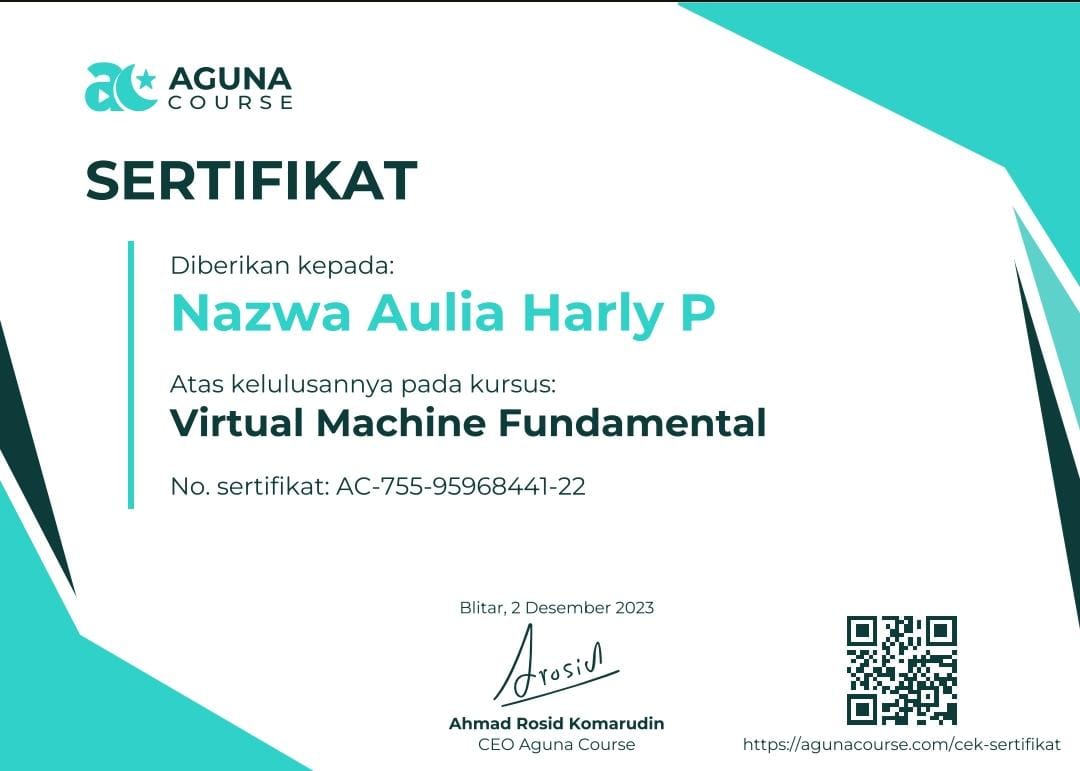 AGUNA
COURSE
SERTIFIKAT
Diberikan kepada:
Nazwa Aulia Harly P
Atas kelulusannya pada kursus:
Virtual Machine Fundamental
No. sertifikat: AC-755-95968441-22
Blitar, 2 Desember 2023
Arosid
Ahmad Rosid Komarudin
CEO Aguna Course
https://agunacourse.com/cek-sertifikat